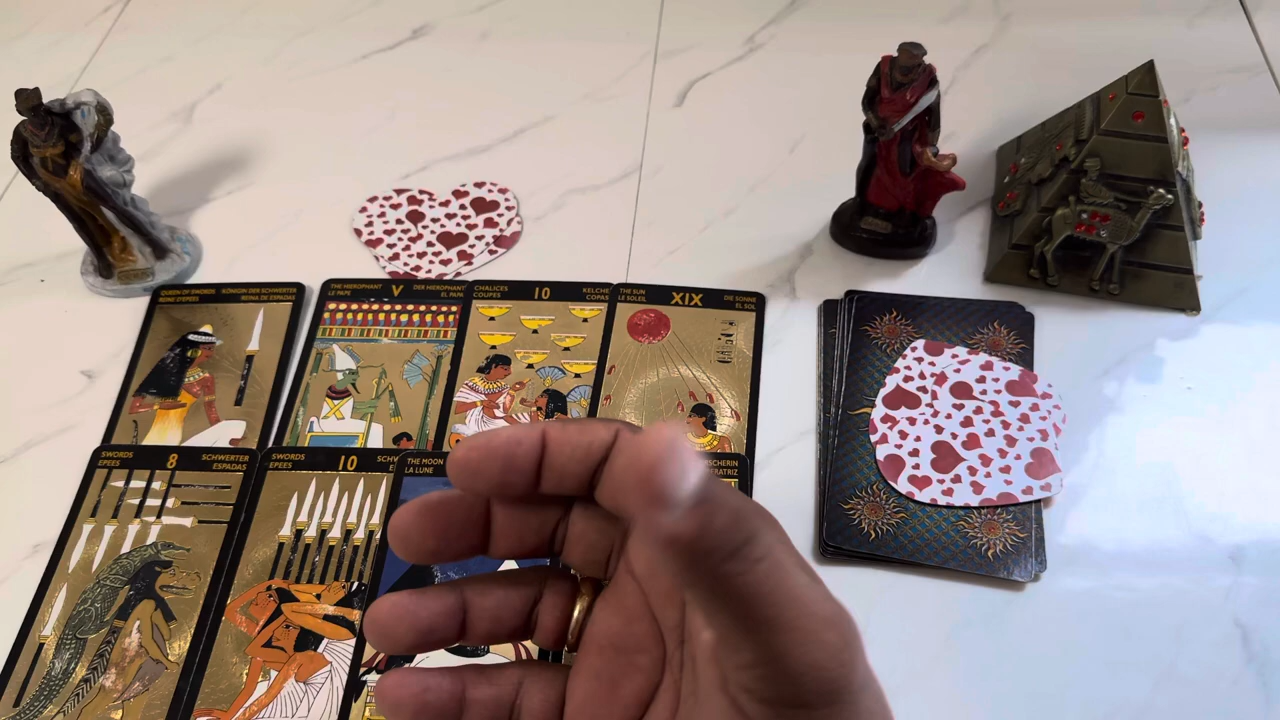 QUEEN OF SWORDS KÖNIGIN DER SCHWERTER
REINE D'EPEES REINA DE ESPADAS
THE HIEROPHANT V DER HIEROPHANT
LE PAPE EL PAPA
CHALICES 10 KELCHE
COUPES COPAS
THE SUN XIX DIE SONNE
LE SOLEIL EL SOL
SWORDS 8 SCHWERTER
EPEES ESPADAS
SWORDS 10
EPEES
THE MOON
LA LUNE